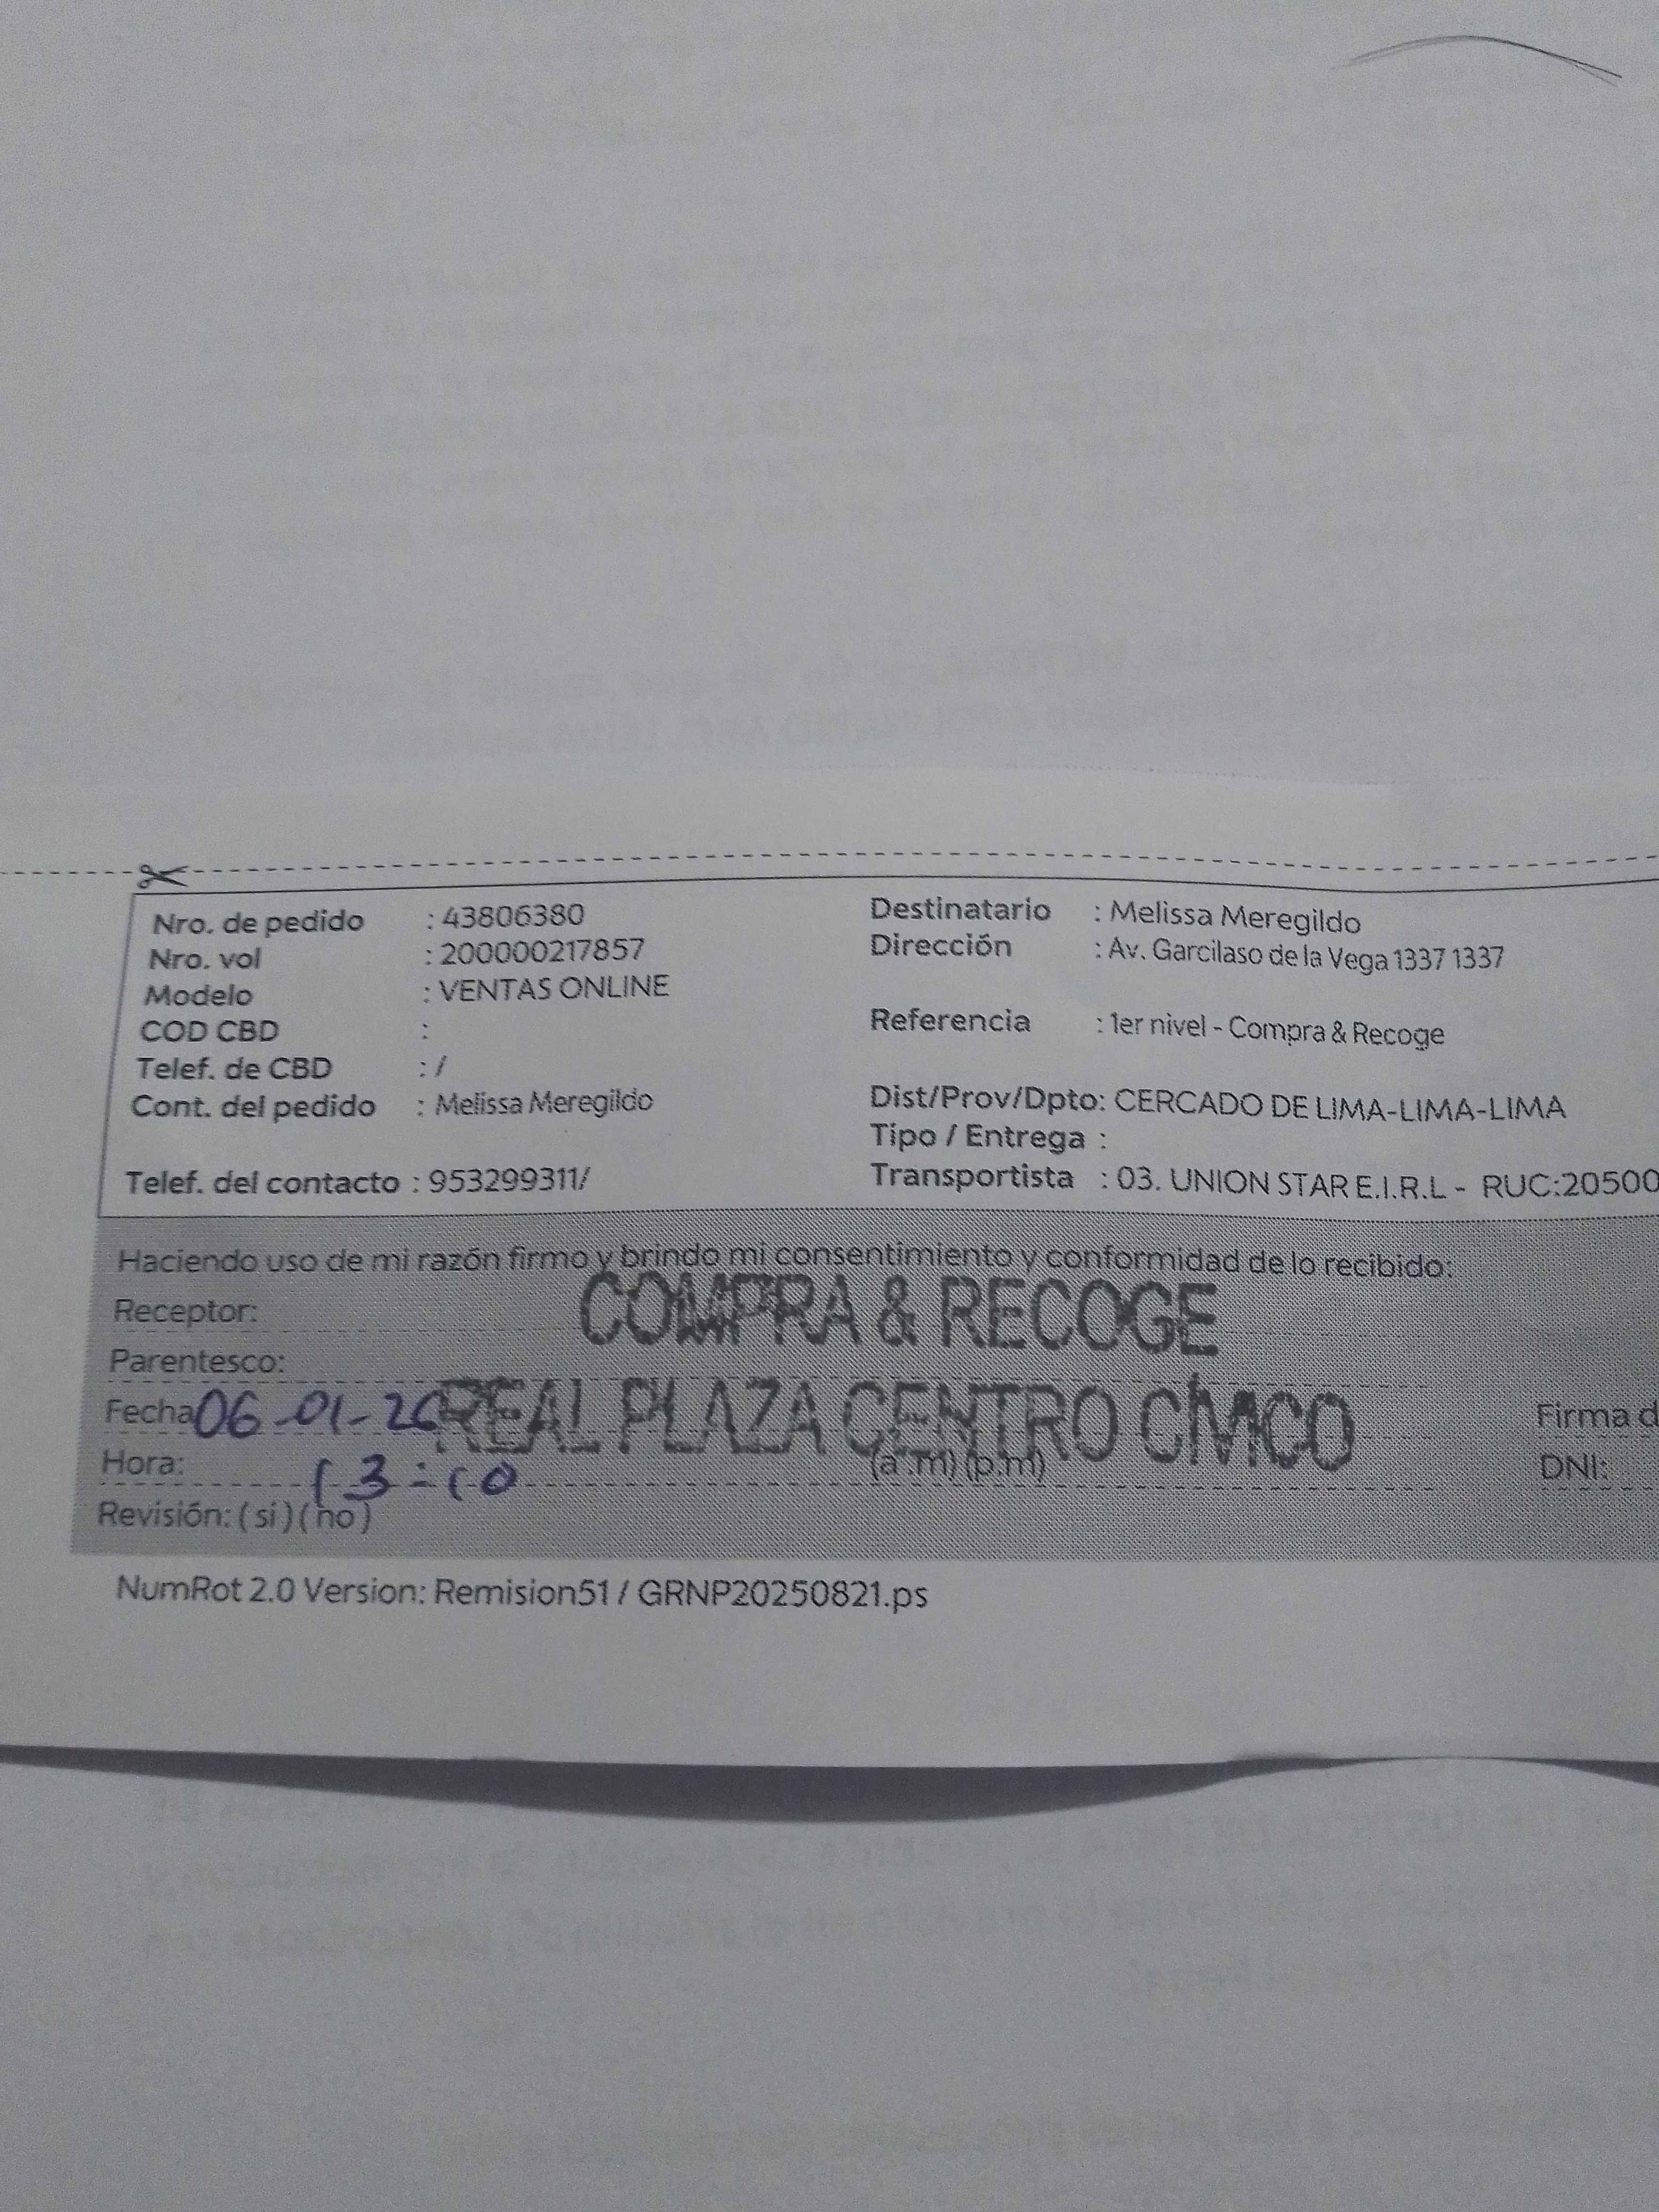 Nro. de pedido : 43806380
Nro. vol : 200000217857
Modelo : VENTAS ONLINE
COD CBD :
Telef. de CBD : /
Cont. del pedido : Melissa Meregildo
Telef. del contacto : 953299311/
Destinatario : Melissa Meregildo
Dirección : Av. Garcilaso de la Vega 1337 1337
Referencia : 1er nivel - Compra & Recoge
Dist/Prov/Dpto: CERCADO DE LIMA-LIMA-LIMA
Tipo / Entrega :
Transportista : 03. UNION STAR E.I.R.L - RUC:20500
Haciendo uso de mi razón firmo y brindo mi consentimiento y conformidad de lo recibido:
COMPRA & RECOGE
Receptor:
Parentesco:
Fecha 06-01-26 REAL PLAZA CENTRO CÍVICO
Firma d
Hora: 13:10 (a.m) (p.m)
DNI:
Revisión: ( si ) ( no )
NumRot 2.0 Version: Remision51 / GRNP20250821.ps